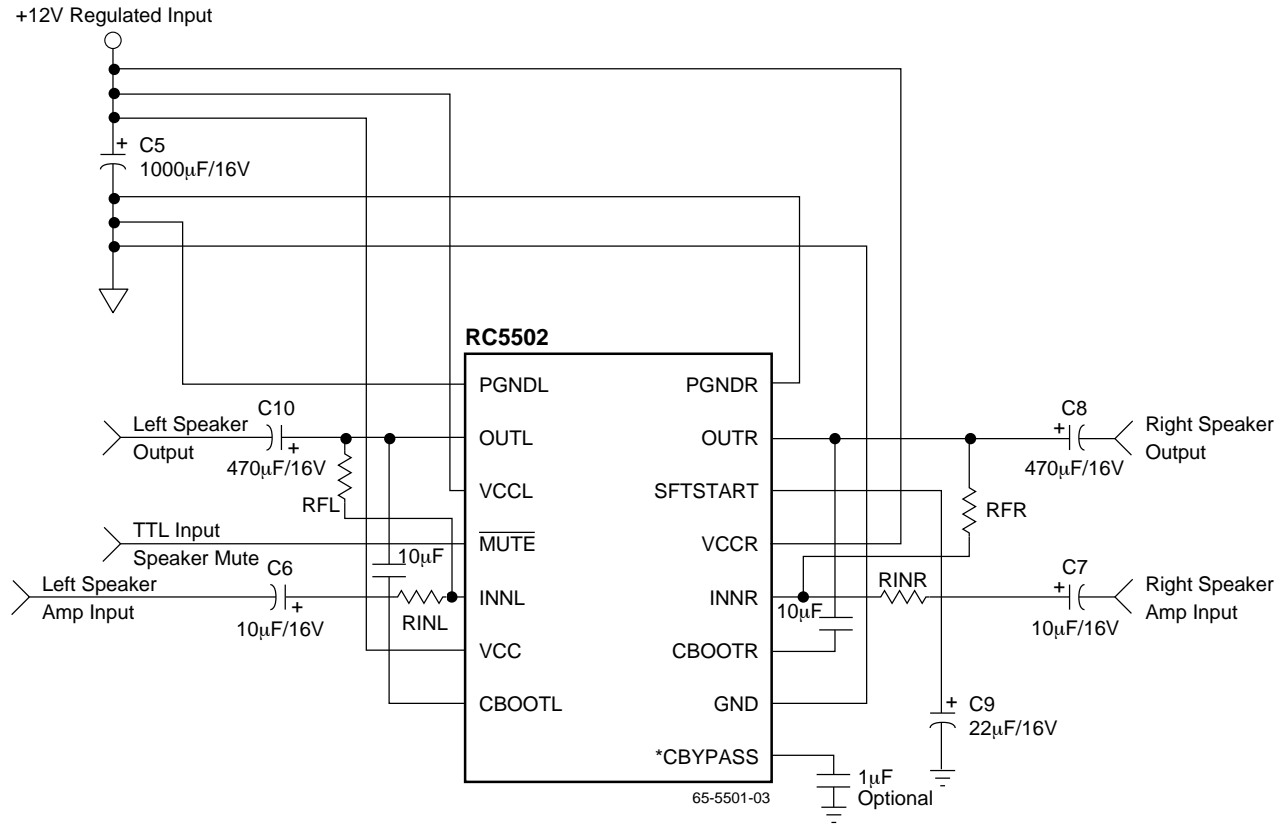 +12V Regulated Input
+ C5
1000μF/16V
RC5502
PGNDL
PGNDR
C10
Left Speaker
Output
+
470μF/16V
OUTL
OUTR
C8
+
470μF/16V
Right Speaker
Output
RFL
VCCL
SFTSTART
RFR
TTL Input
Speaker Mute
MUTE
VCCR
10μF
Left Speaker
Amp Input
C6
+
10μF/16V
RINL
INNL
INNR
10μF
RINR
C7
+
10μF/16V
Right Speaker
Amp Input
VCC
CBOOTR
CBOOTL
GND
+ C9
22μF/16V
*CBYPASS
1μF
Optional
65-5501-03